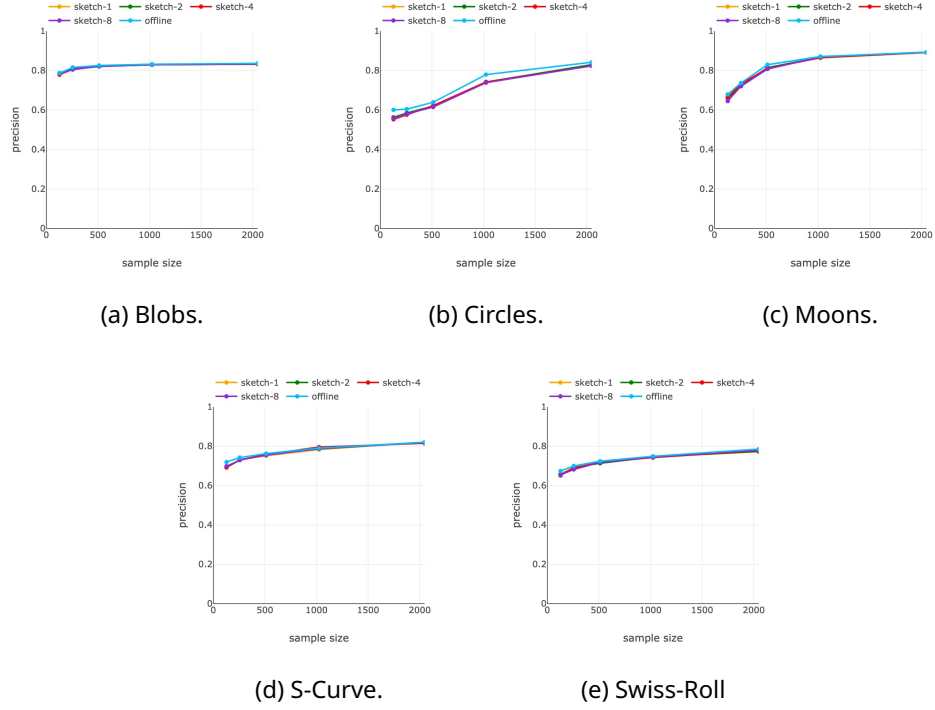 sketch-1 sketch-2 sketch-4
sketch-8 offline
1
0.8
0.6
0.4
0.2
0
precision
0 500 1000 1500 2000
sample size
(a) Blobs.
sketch-1 sketch-2 sketch-4
sketch-8 offline
1
0.8
0.6
0.4
0.2
0
precision
0 500 1000 1500 2000
sample size
(b) Circles.
sketch-1 sketch-2 sketch-4
sketch-8 offline
1
0.8
0.6
0.4
0.2
0
precision
0 500 1000 1500 2000
sample size
(c) Moons.
sketch-1 sketch-2 sketch-4
sketch-8 offline
1
0.8
0.6
0.4
0.2
0
precision
0 500 1000 1500 2000
sample size
(d) S-Curve.
sketch-1 sketch-2 sketch-4
sketch-8 offline
1
0.8
0.6
0.4
0.2
0
precision
0 500 1000 1500 2000
sample size
(e) Swiss-Roll